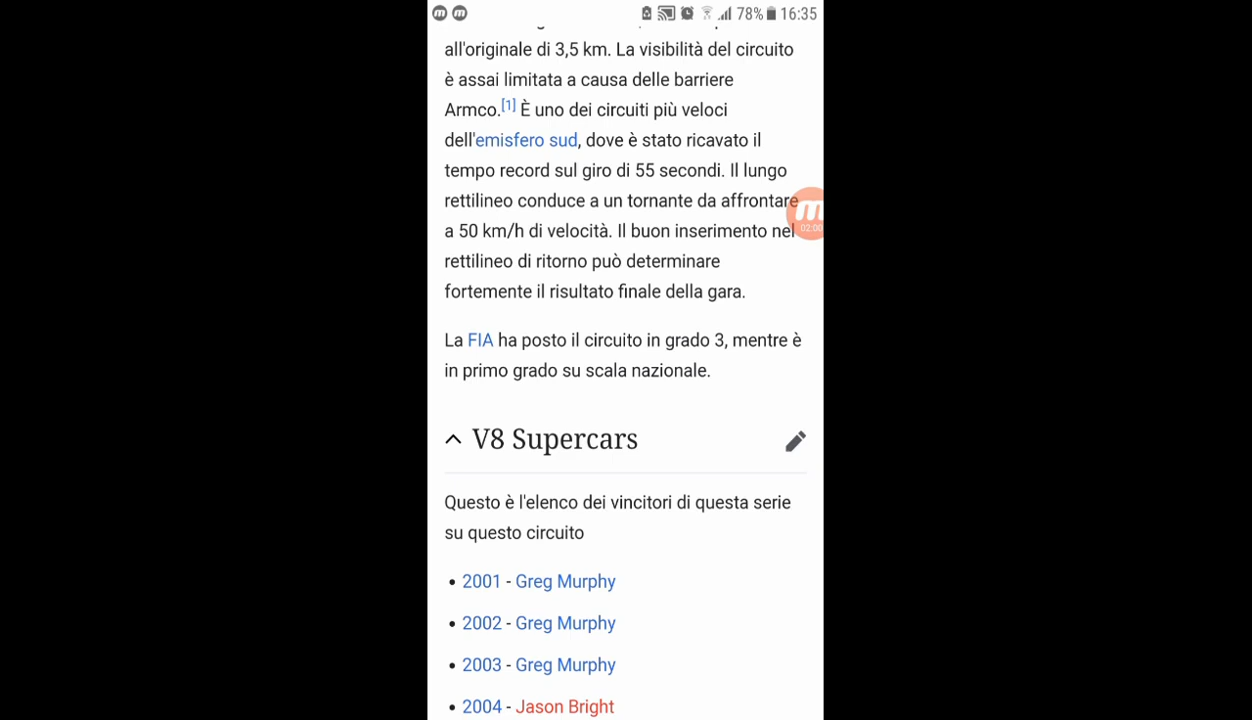 78% 16:35
all'originale di 3,5 km. La visibilità del circuito
è assai limitata a causa delle barriere
Armco.[1] È uno dei circuiti più veloci
dell'emisfero sud, dove è stato ricavato il
tempo record sul giro di 55 secondi. Il lungo
rettilineo conduce a un tornante da affrontare
a 50 km/h di velocità. Il buon inserimento nel
02:00
rettilineo di ritorno può determinare
fortemente il risultato finale della gara.
La FIA ha posto il circuito in grado 3, mentre è
in primo grado su scala nazionale.
V8 Supercars
Questo è l'elenco dei vincitori di questa serie
su questo circuito
• 2001 - Greg Murphy
• 2002 - Greg Murphy
• 2003 - Greg Murphy
• 2004 - Jason Bright